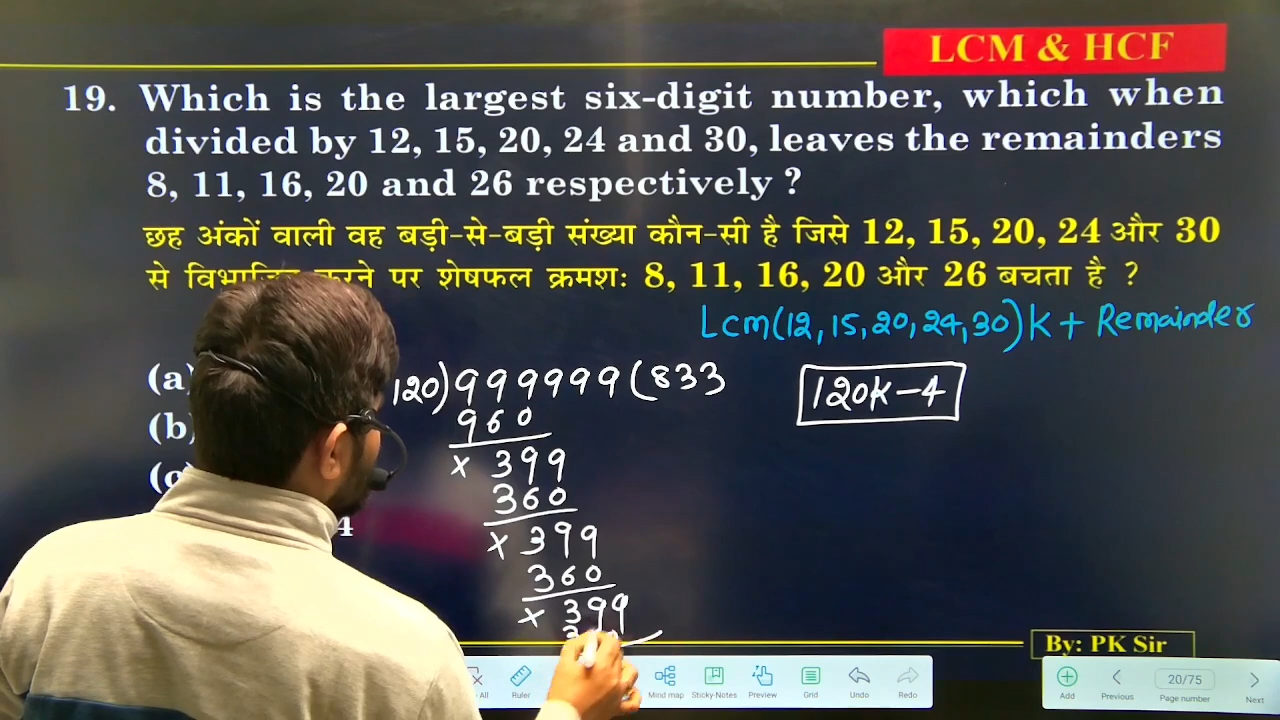 LCM & HCF
19. Which is the largest six-digit number, which when
divided by 12, 15, 20, 24 and 30, leaves the remainders
8, 11, 16, 20 and 26 respectively ?
छह अंकों वाली वह बड़ी-से-बड़ी संख्या कौन-सी है जिसे 12, 15, 20, 24 और 30
से करने पर शेषफल क्रमशः 8, 11, 16, 20 और 26 बचता है ?
Lcm(12,15,20,24,30)K + Remainder
(a)
120)999999(833
120K-4
(b)
960
× 399
360
4
× 399
360
× 399
By: PK Sir
Ruler
Mind map
Sticky-Notes
Preview
Grid
Undo
Redo
Add
Previous
20/75
Page number
Next